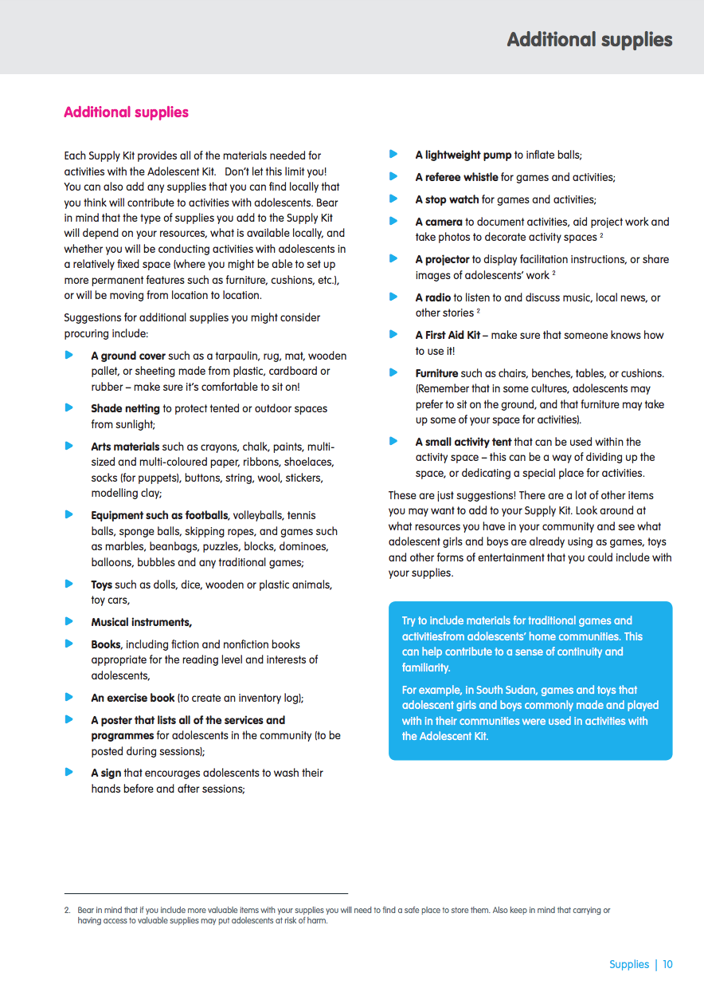 Additional supplies
Additional supplies
Each Supply Kit provides all of the materials needed for
activities with the Adolescent Kit.   Don't let this limit you!
You can also add any supplies that you can find locally that
you think will contribute to activities with adolescents. Bear
in mind that the type of supplies you add to the Supply Kit
will depend on your resources, what is available locally, and
whether you will be conducting activities with adolescents in
a relatively fixed space (where you might be able to set up
more permanent features such as furniture, cushions, etc.),
or will be moving from location to location.
Suggestions for additional supplies you might consider
procuring include:
A ground cover such as a tarpaulin, rug, mat, wooden
pallet, or sheeting made from plastic, cardboard or
rubber – make sure it's comfortable to sit on!
Shade netting to protect tented or outdoor spaces
from sunlight;
Arts materials such as crayons, chalk, paints, multi-
sized and multi-coloured paper, ribbons, shoelaces,
socks (for puppets), buttons, string, wool, stickers,
modelling clay;
Equipment such as footballs, volleyballs, tennis
balls, sponge balls, skipping ropes, and games such
as marbles, beanbags, puzzles, blocks, dominoes,
balloons, bubbles and any traditional games;
Toys such as dolls, dice, wooden or plastic animals,
toy cars,
Musical instruments,
Books, including fiction and nonfiction books
appropriate for the reading level and interests of
adolescents,
An exercise book (to create an inventory log);
A poster that lists all of the services and
programmes for adolescents in the community (to be
posted during sessions);
A sign that encourages adolescents to wash their
hands before and after sessions;
A lightweight pump to inflate balls;
A referee whistle for games and activities;
A stop watch for games and activities;
A camera to document activities, aid project work and
take photos to decorate activity spaces ²
A projector to display facilitation instructions, or share
images of adolescents' work ²
A radio to listen to and discuss music, local news, or
other stories ²
A First Aid Kit – make sure that someone knows how
to use it!
Furniture such as chairs, benches, tables, or cushions.
(Remember that in some cultures, adolescents may
prefer to sit on the ground, and that furniture may take
up some of your space for activities).
A small activity tent that can be used within the
activity space – this can be a way of dividing up the
space, or dedicating a special place for activities.
These are just suggestions! There are a lot of other items
you may want to add to your Supply Kit. Look around at
what resources you have in your community and see what
adolescent girls and boys are already using as games, toys
and other forms of entertainment that you could include with
your supplies.
Try to include materials for traditional games and
activitiesfrom adolescents' home communities. This
can help contribute to a sense of continuity and
familiarity.
For example, in South Sudan, games and toys that
adolescent girls and boys commonly made and played
with in their communities were used in activities with
the Adolescent Kit.
2. Bear in mind that if you include more valuable items with your supplies you will need to find a safe place to store them. Also keep in mind that carrying or
having access to valuable supplies may put adolescents at risk of harm.
Supplies | 10